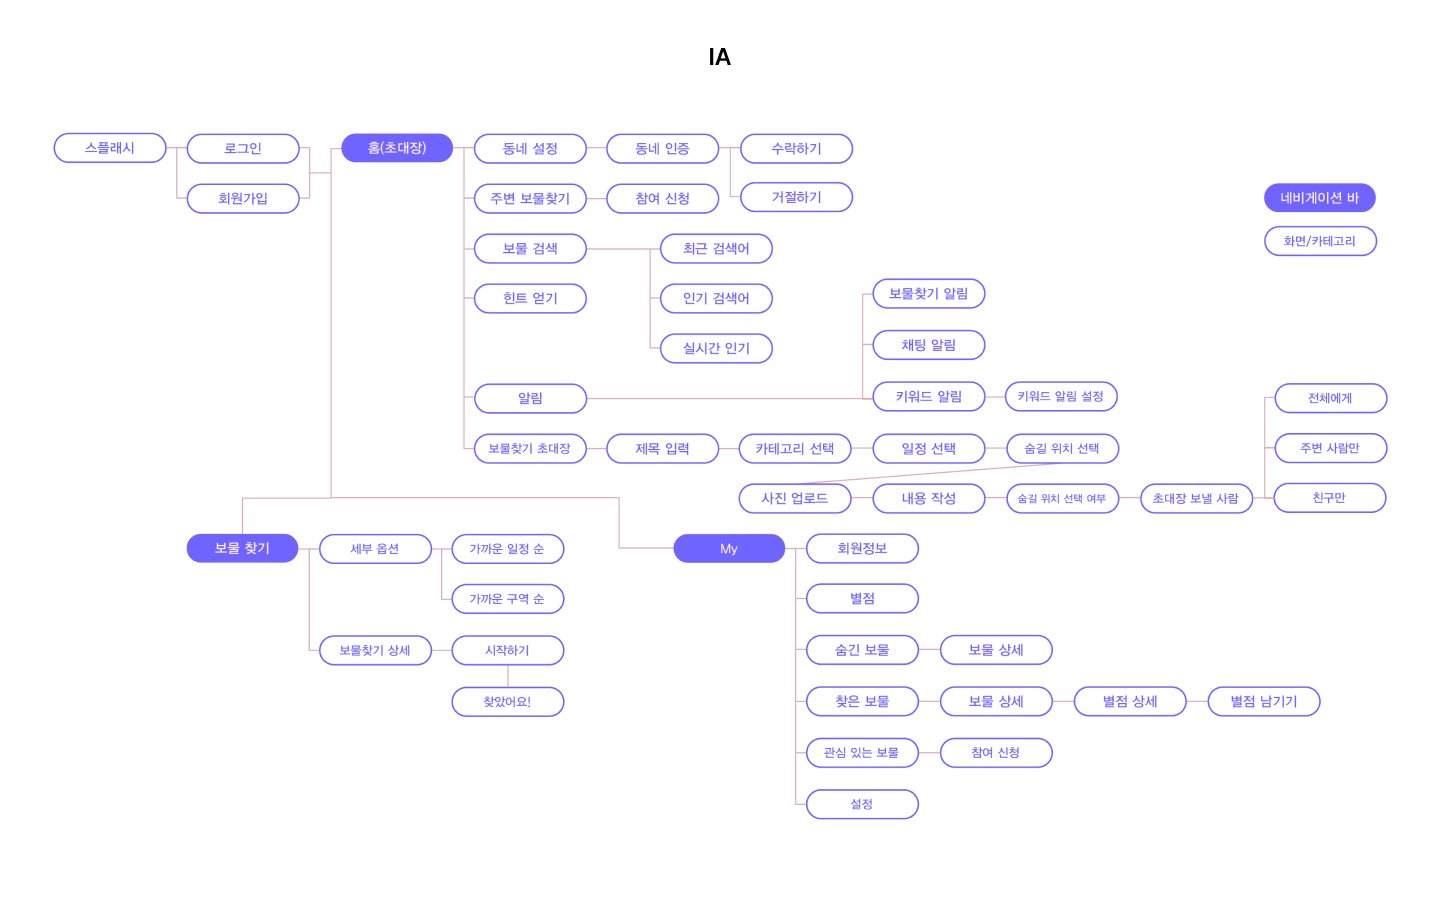 IA
스플래시
로그인
홈(초대장)
동네 설정
동네 인증
수락하기
회원가입
주변 보물찾기
참여 신청
거절하기
네비게이션 바
보물 검색
최근 검색어
화면/카테고리
힌트 얻기
인기 검색어
보물찾기 알림
실시간 인기
채팅 알림
알림
키워드 알림
키워드 알림 설정
전체에게
보물찾기 초대장
제목 입력
카테고리 선택
일정 선택
숨길 위치 선택
주변 사람만
사진 업로드
내용 작성
숨길 위치 선택 여부
초대장 보낼 사람
친구만
보물 찾기
세부 옵션
가까운 일정 순
My
회원정보
가까운 구역 순
별점
보물찾기 상세
시작하기
숨긴 보물
보물 상세
찾았어요!
찾은 보물
보물 상세
별점 상세
별점 남기기
관심 있는 보물
참여 신청
설정